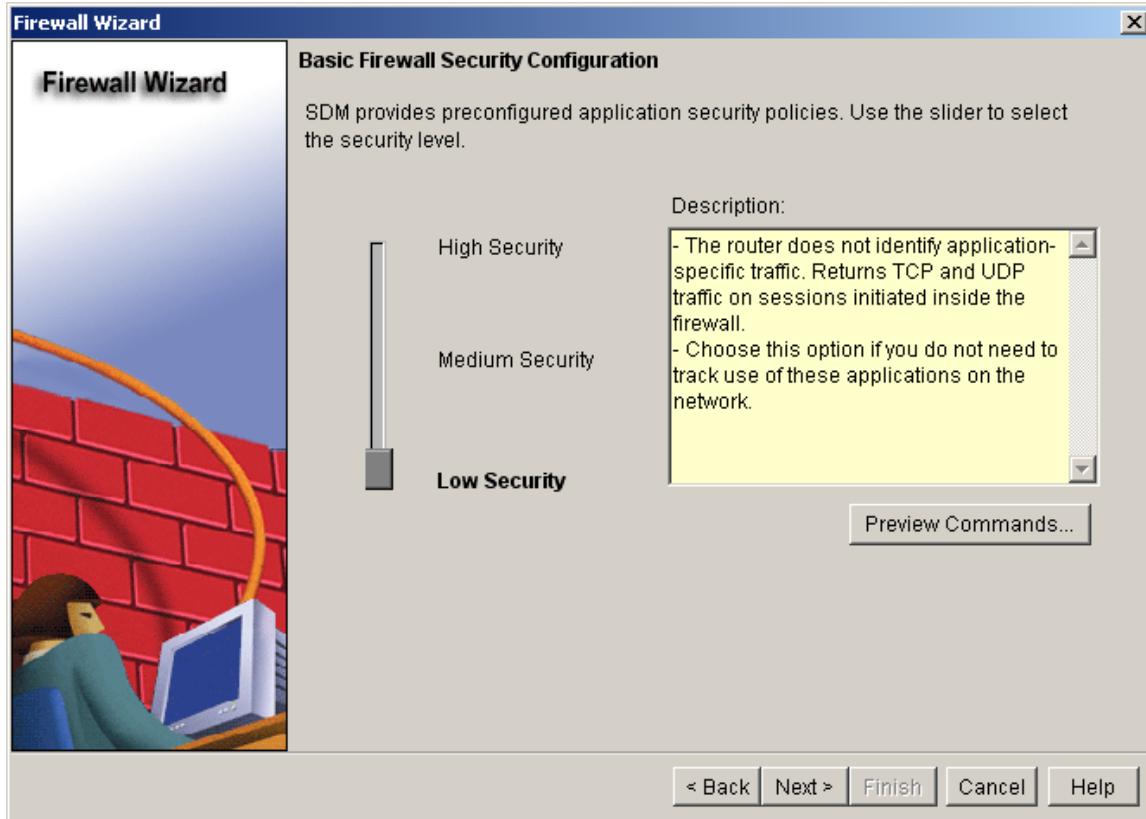 Firewall Wizard
Firewall Wizard
Basic Firewall Security Configuration
SDM provides preconfigured application security policies. Use the slider to select
the security level.
Description:
High Security
Medium Security
Low Security
- The router does not identify application-
specific traffic. Returns TCP and UDP
traffic on sessions initiated inside the
firewall.
- Choose this option if you do not need to
track use of these applications on the
network.
Preview Commands...
< Back
Next >
Finish
Cancel
Help